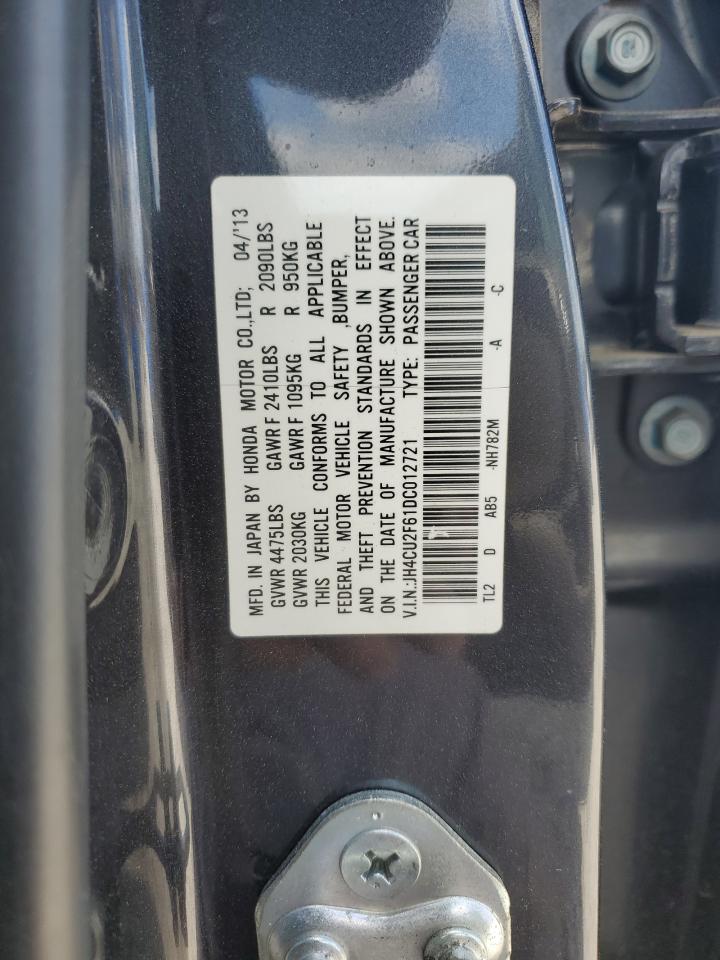 MFD. IN JAPAN BY HONDA MOTOR CO.,LTD; 04/'13
GVWR 4475LBS GAWR F 2410LBS R 2090LBS
GVWR 2030KG GAWR F 1095KG R 950KG
THIS VEHICLE CONFORMS TO ALL APPLICABLE
FEDERAL MOTOR VEHICLE SAFETY ,BUMPER,
AND THEFT PREVENTION STANDARDS IN EFFECT
ON THE DATE OF MANUFACTURE SHOWN ABOVE.
V.I.N.:JH4CU2F61DC012721 TYPE: PASSENGER CAR
TL2 D AB5 -NH782M -A -C